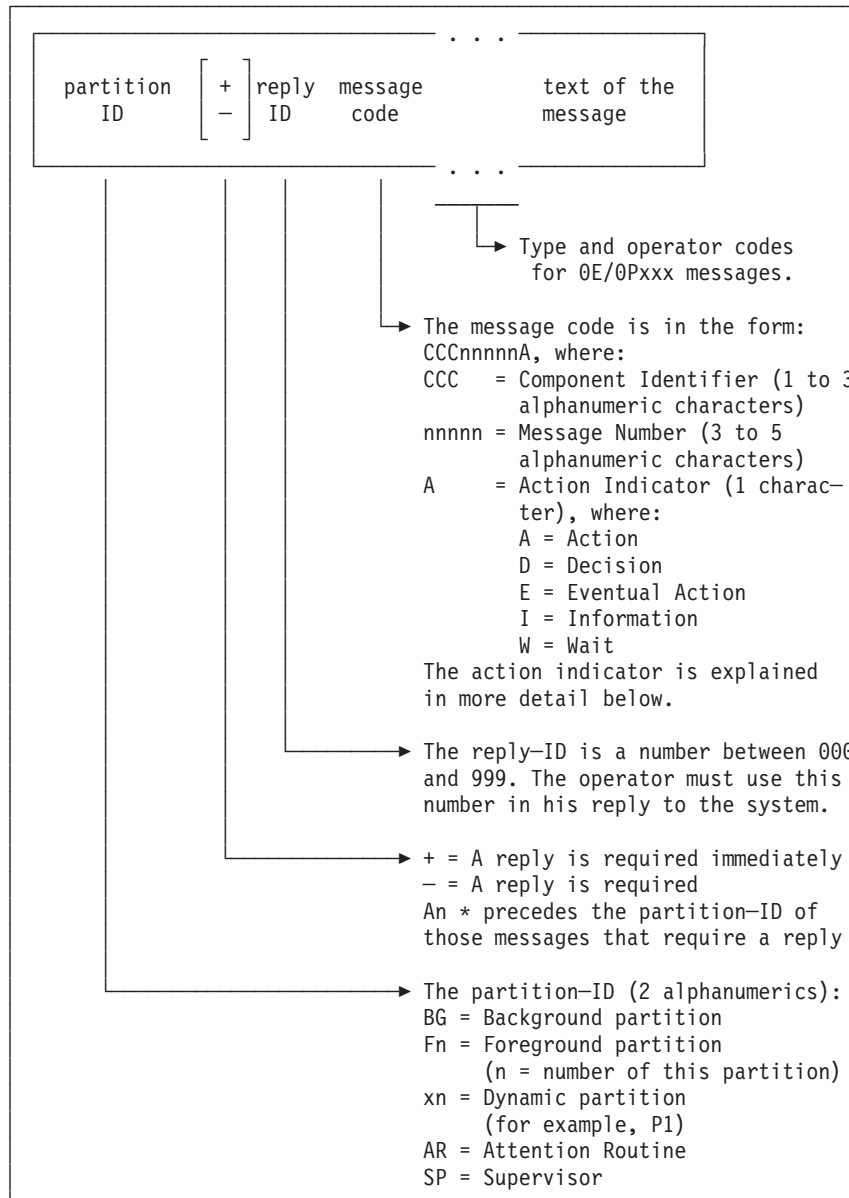 . . .
partition [ + ] reply message text of the
ID [ – ] ID code message
. . .
Type and operator codes
for 0E/0Pxxx messages.
The message code is in the form:
CCCnnnnnA, where:
CCC = Component Identifier (1 to 3
alphanumeric characters)
nnnnn = Message Number (3 to 5
alphanumeric characters)
A = Action Indicator (1 charac–
ter), where:
A = Action
D = Decision
E = Eventual Action
I = Information
W = Wait
The action indicator is explained
in more detail below.
The reply–ID is a number between 000
and 999. The operator must use this
number in his reply to the system.
+ = A reply is required immediately
– = A reply is required
An * precedes the partition–ID of
those messages that require a reply
The partition–ID (2 alphanumerics):
BG = Background partition
Fn = Foreground partition
(n = number of this partition)
xn = Dynamic partition
(for example, P1)
AR = Attention Routine
SP = Supervisor